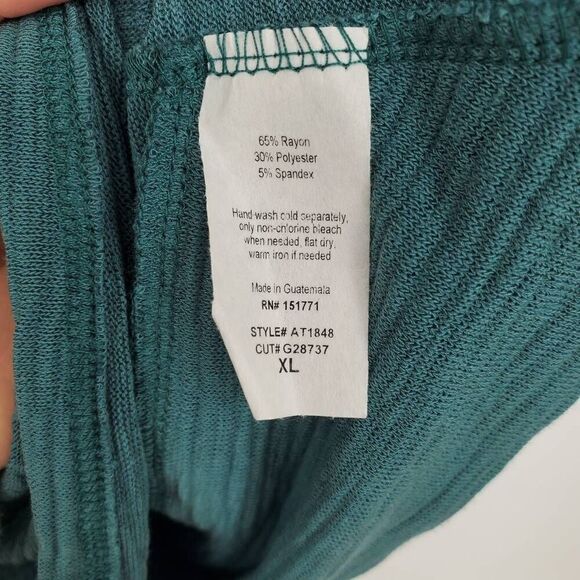 65% Rayon
30% Polyester
5% Spandex
Hand-wash cold separately,
only non-chlorine bleach
when needed, flat dry,
warm iron if needed
Made in Guatemala
RN# 151771
STYLE# AT1848
CUT# G28737
XL